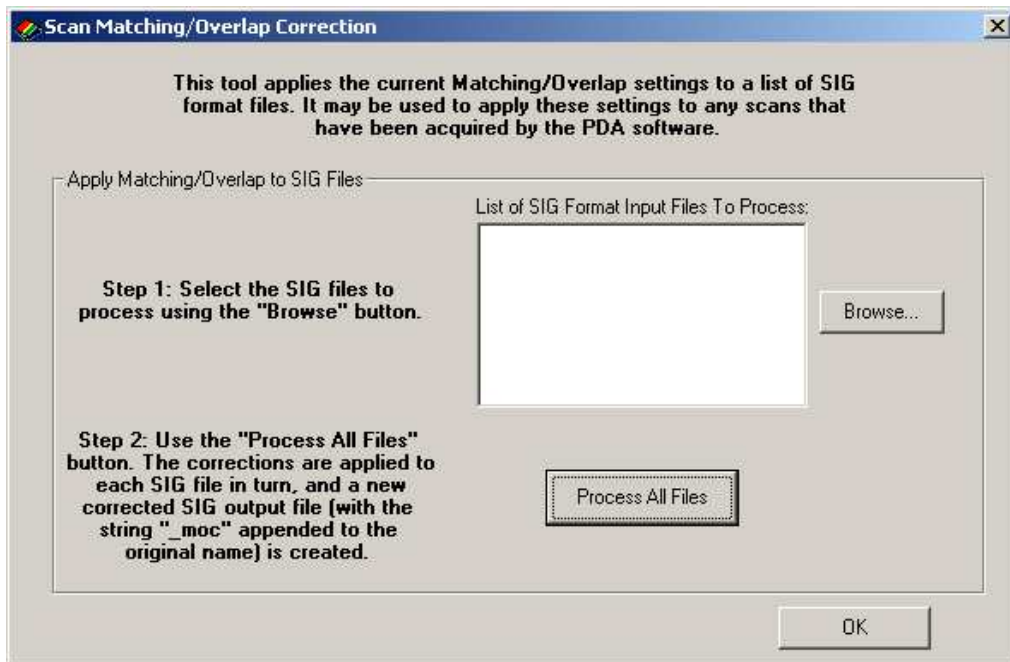 Scan Matching/Overlap Correction
This tool applies the current Matching/Overlap settings to a list of SIG
format files. It may be used to apply these settings to any scans that
have been acquired by the PDA software.
Apply Matching/Overlap to SIG Files
List of SIG Format Input Files To Process:
Step 1: Select the SIG files to
process using the "Browse" button.
Browse...
Step 2: Use the "Process All Files"
button. The corrections are applied to
each SIG file in turn, and a new
corrected SIG output file (with the
string "_moc" appended to the
original name) is created.
Process All Files
OK